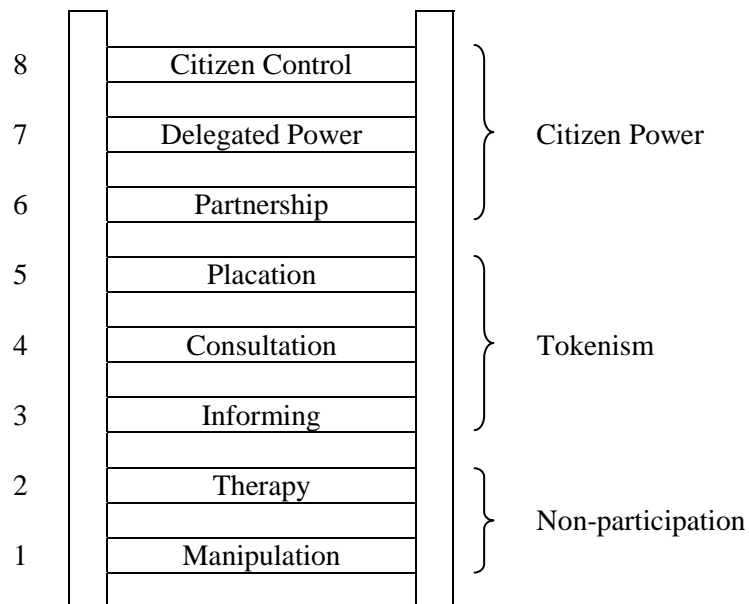 8 Citizen Control
7 Delegated Power Citizen Power
6 Partnership
5 Placation
4 Consultation Tokenism
3 Informing
2 Therapy
Non-participation
1 Manipulation